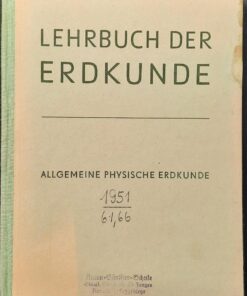 LEHRBUCH DER
ERDKUNDE
ALLGEMEINE PHYSISCHE ERDKUNDE
1951
61,66